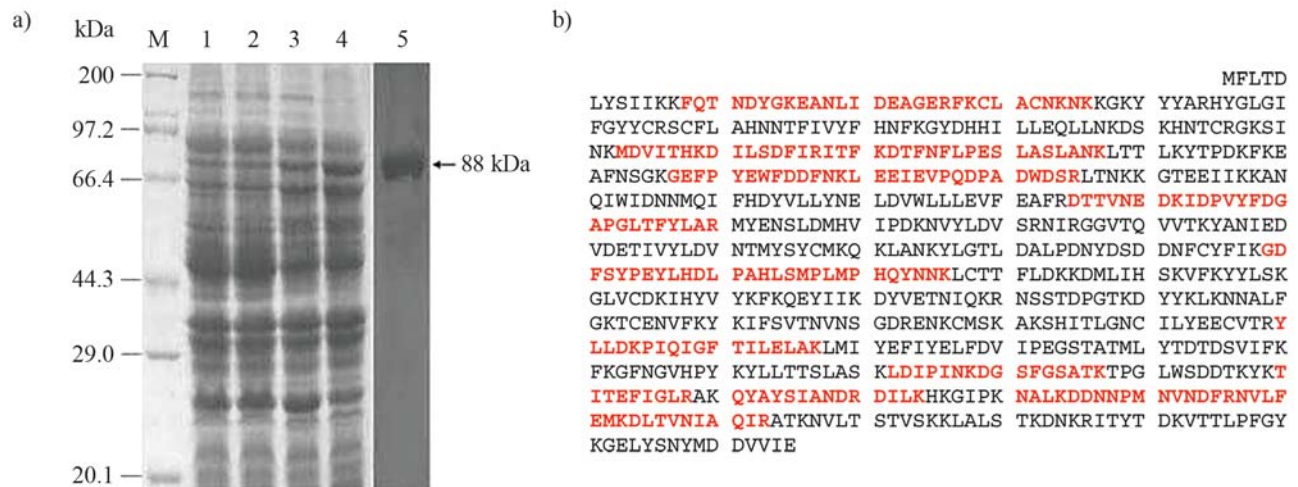 a)
kDa M 1 2 3 4 5
200
97.2
66.4
88 kDa
44.3
29.0
20.1
b)
MFLTD
LYSIIKKFQT NDYGKEANLI DEAGERFKCL ACNKNKKGKY YYARHYGLGI
FGYYCRSCFL AHNNTFIVYF HNFKGYDHHI LLEQLLNKDS KHNTCRGKSI
NKMDVITHKD ILSDFIRITF KDTFNFLPES LASLANKLTT LKYTPDKFKE
AFNSGKGEFP YEWFDDFNKL EEIEVPQDPA DWDSRLTNKK GTEEIIKKAN
QIWIDNNMQI FHDYVLLYNE LDVWLLLEVF EAFRDTTVNE DKIDPVYFDG
APGLTFYLAR MYENSLDMHV IPDKNVYLDV SRNIRGGVTQ VVTKYANIED
VDETIVYLDV NTMYSYCMKQ KLANKYLGTL DALPDNYDSD DNFCYFIKGD
FSYPEYLHDL PAHLSMPLMP HQYNNKLCTT FLDKKDMLIH SKVFKYYLSK
GLVCDKIHYV YKFKQEYIIK DYVETNIQKR NSSTDPGTKD YYKLKNNALF
GKTCENVFKY KIFSVTNVNS GDRENKCMSK AKSHITLGNC ILYEECVTRY
LLDKPIQIGF TILELAKLMI YEFIYELFDV IPEGSTATML YTDTDSVIFK
FKGFNGVHPY KYLLTTSLAS KLDIPINKDG SFGSATKTPG LWSDDTKYKT
ITEFIGLRAK QYAYSIANDR DILKHKGIPK NALKDDNNPM NVNDFRNVLF
EMKDLTVNIA QIRATKNVLT STVSKKLALS TKDNKRITYT DKVTTLPFGY
KGELYSNYMD DVVIE